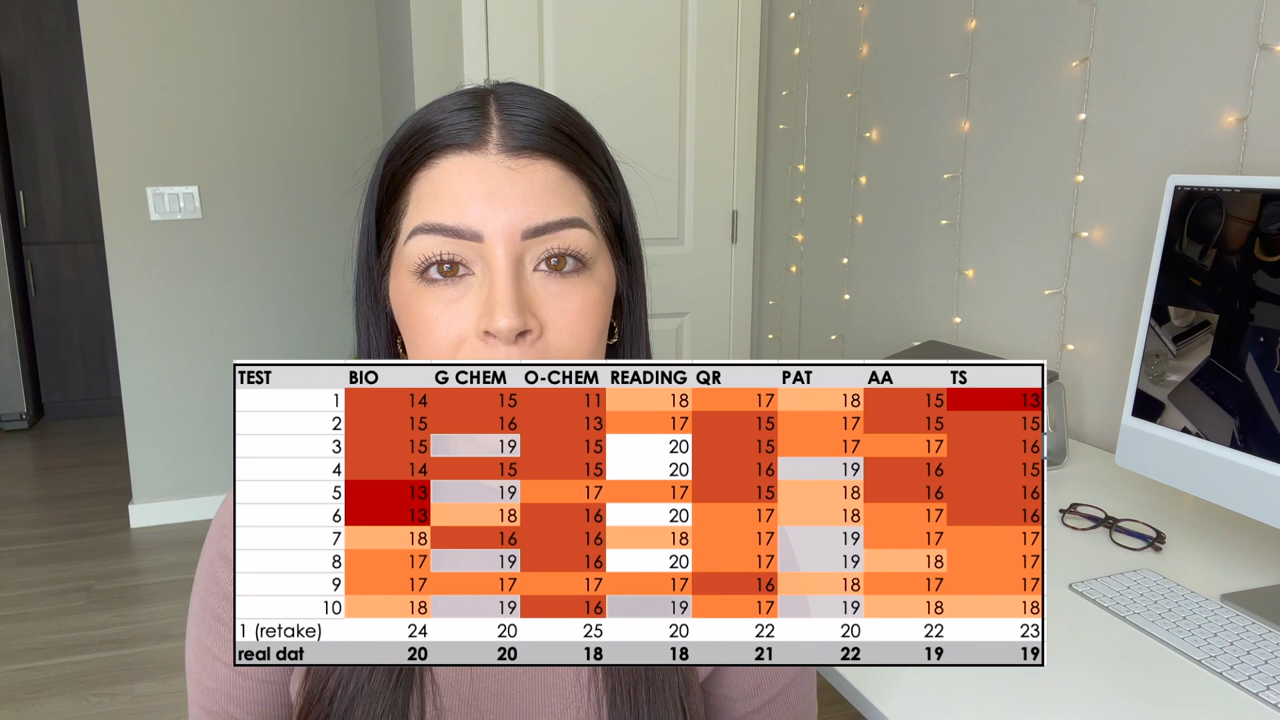 TEST BIO G CHEM O-CHEM READING QR PAT AA TS
1 14 15 11 18 17 18 15 13
2 15 16 13 17 15 17 15 15
3 15 19 15 20 15 17 17 16
4 14 15 15 20 16 19 16 15
5 13 19 17 17 15 18 16 16
6 13 18 16 20 17 18 17 16
7 18 16 16 18 17 19 17 17
8 17 19 16 20 17 19 18 17
9 17 17 17 17 16 18 17 17
10 18 19 16 19 17 19 18 18
1 (retake) 24 20 25 20 22 20 22 23
real dat 20 20 18 18 21 22 19 19